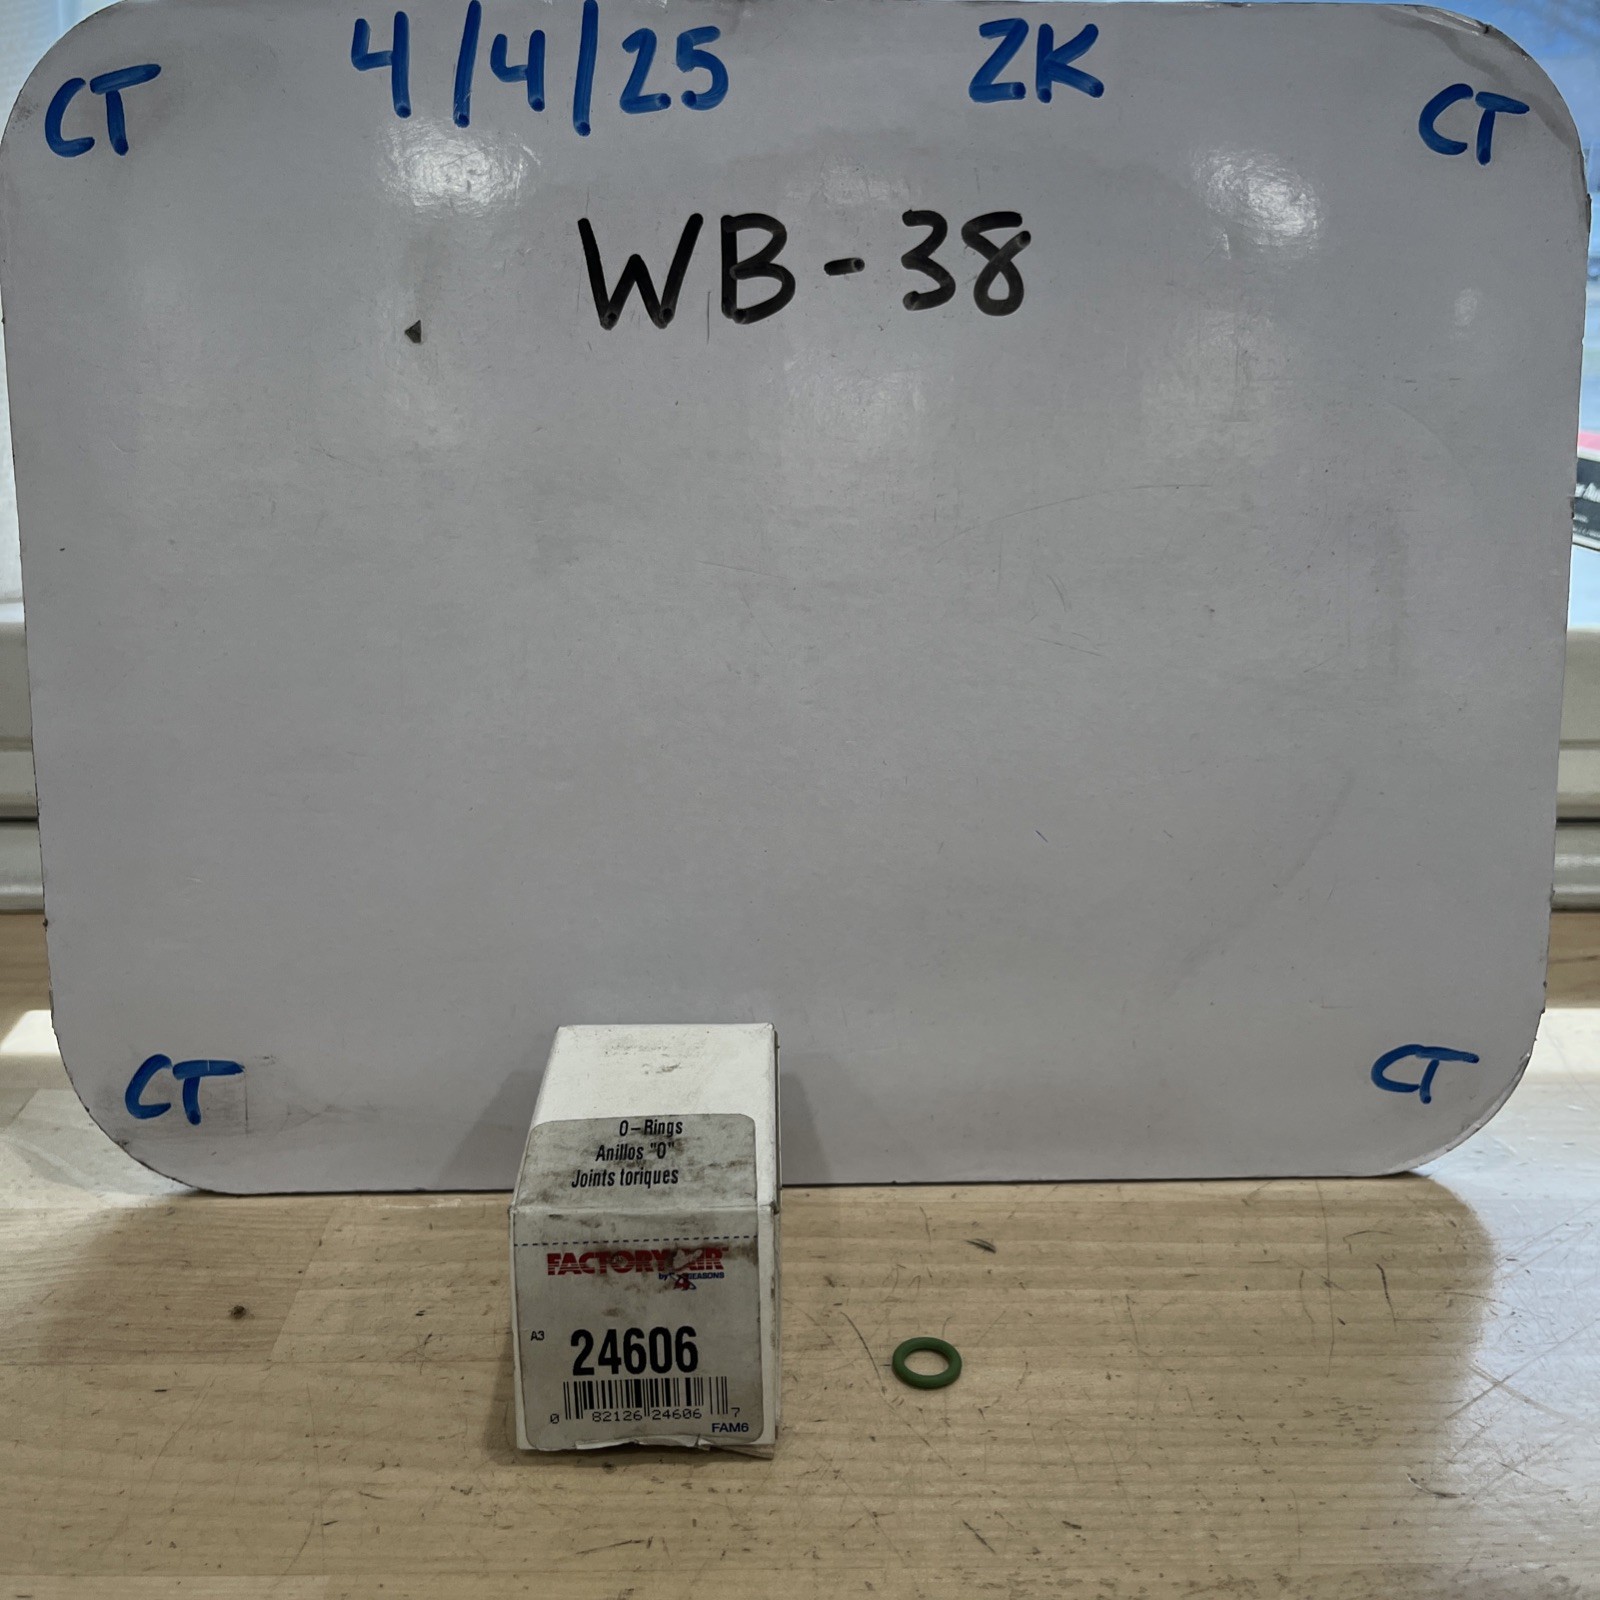 CT 4/4/25 ZK CT
WB-38
CT CT
O-Rings
Anillos "O"
Joints toriques
FACTORY AIR
by 4 SEASONS
A3 24606
0 82126 24606 7
FAM6